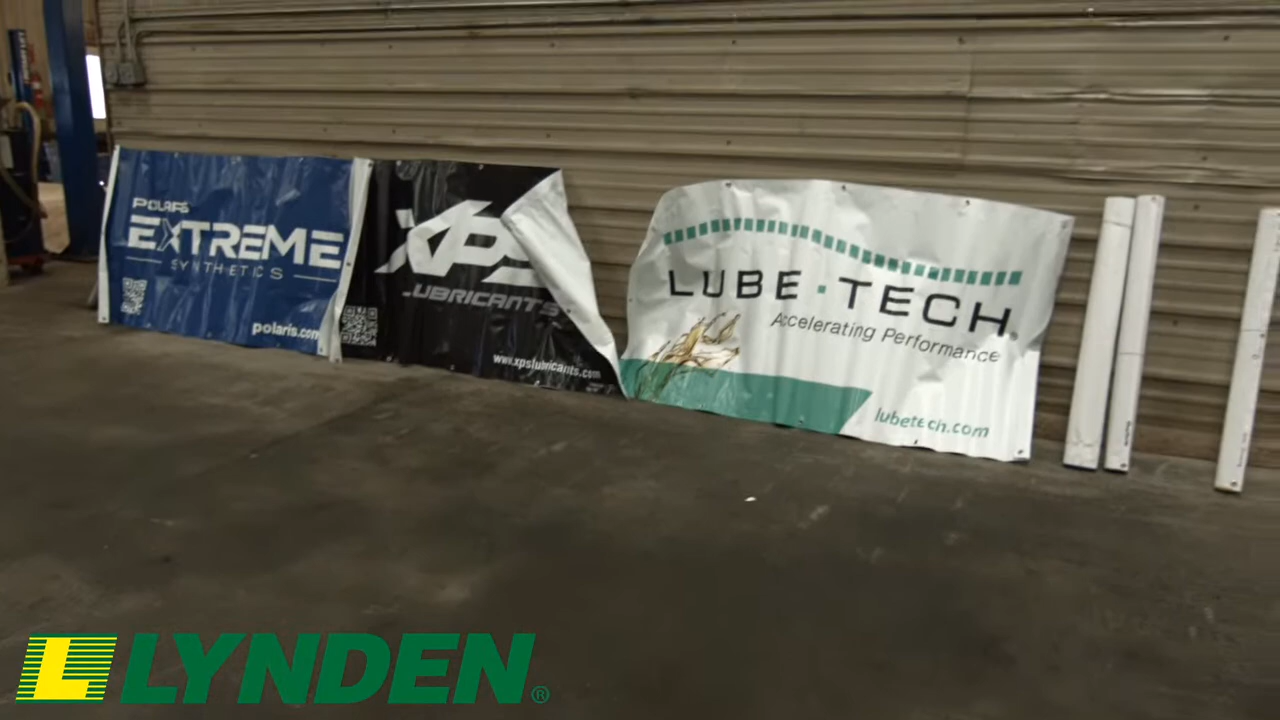 POLARIS
EXTREME
SYNTHETICS
polaris.com
XPS
LUBRICANTS
www.xpslubricants.com
LUBE·TECH®
Accelerating Performance
lubetech.com
L LYNDEN®